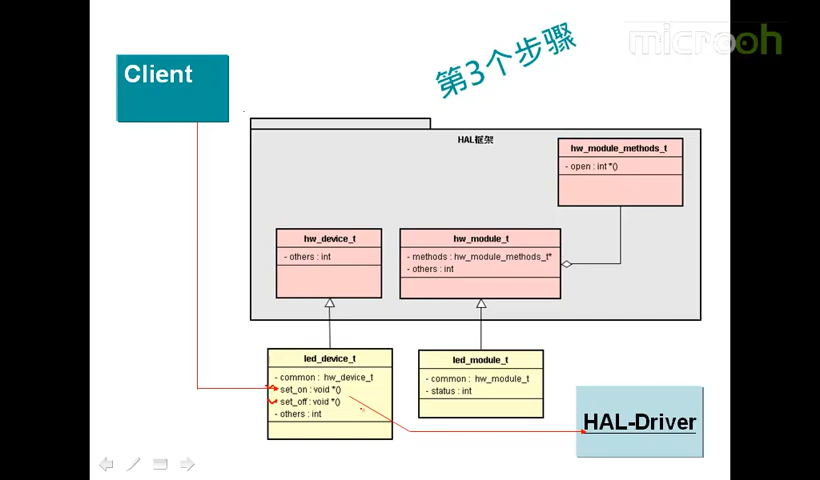 microoh
第3个步骤
Client
HAL框架
hw_module_methods_t
- open : int *()
hw_device_t
- others : int
hw_module_t
- methods : hw_module_methods_t*
- others : int
led_device_t
- common : hw_device_t
- set_on : void *()
- set_off : void *()
- others : int
led_module_t
- common : hw_module_t
- status : int
HAL-Driver